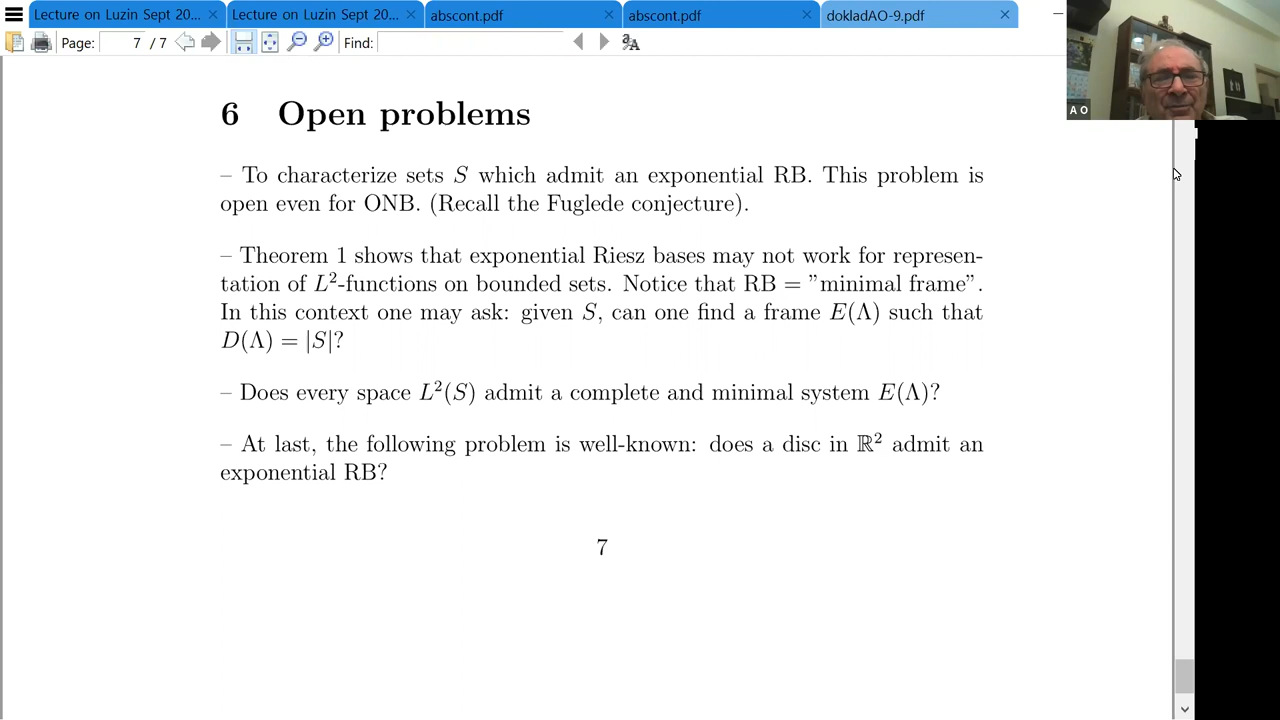 Lecture on Luzin Sept 20...
Lecture on Luzin Sept 20...
abscont.pdf
abscont.pdf
dokladAO-9.pdf
Page: 7 / 7 Find:
A O
6 Open problems
– To characterize sets S which admit an exponential RB. This problem is
open even for ONB. (Recall the Fuglede conjecture).
– Theorem 1 shows that exponential Riesz bases may not work for represen-
tation of L²-functions on bounded sets. Notice that RB = ”minimal frame”.
In this context one may ask: given S, can one find a frame E(Λ) such that
D(Λ) = |S|?
– Does every space L²(S) admit a complete and minimal system E(Λ)?
– At last, the following problem is well-known: does a disc in ℝ² admit an
exponential RB?
7